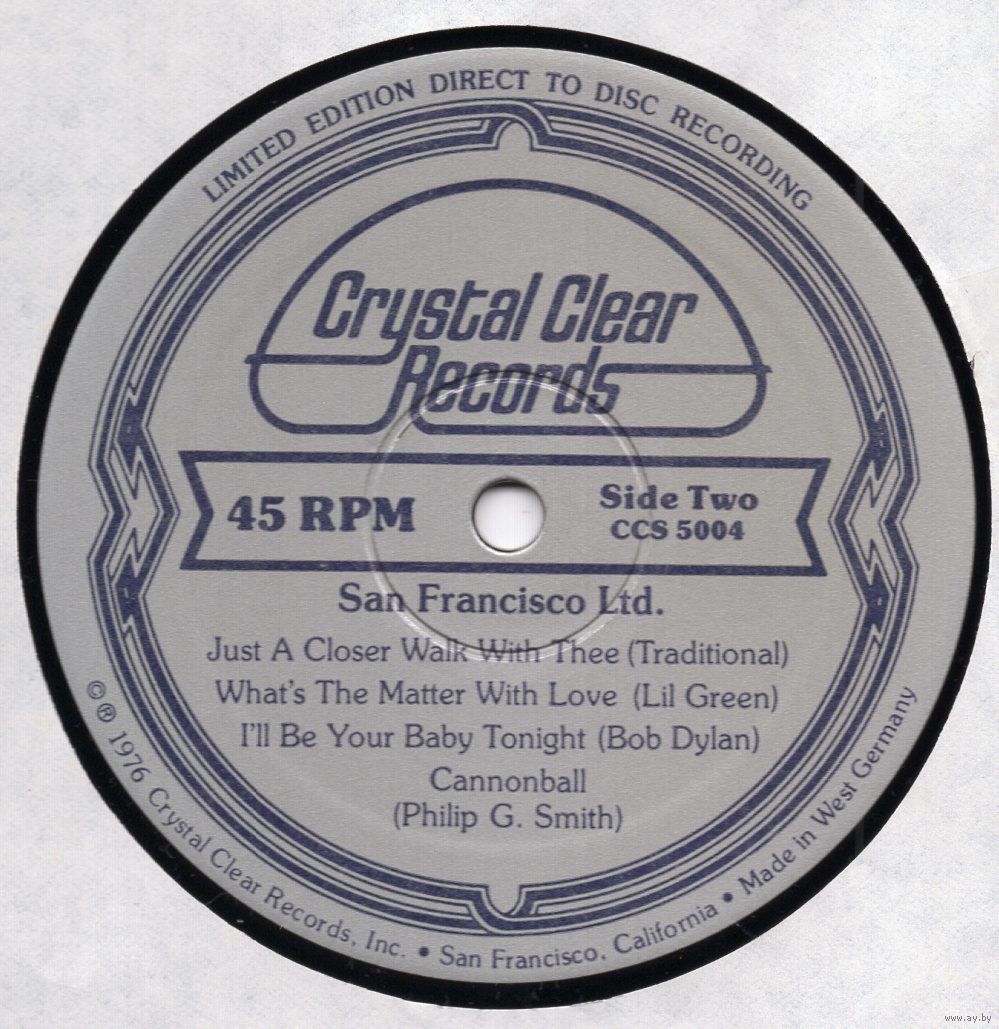 LIMITED EDITION DIRECT TO DISC RECORDING
Crystal Clear
Records
45 RPM
Side Two
CCS 5004
San Francisco Ltd.
Just A Closer Walk With Thee (Traditional)
What's The Matter With Love (Lil Green)
I'll Be Your Baby Tonight (Bob Dylan)
Cannonball
(Philip G. Smith)
©® 1976 Crystal Clear Records, Inc. • San Francisco, California • Made in West Germany
www.ay.by